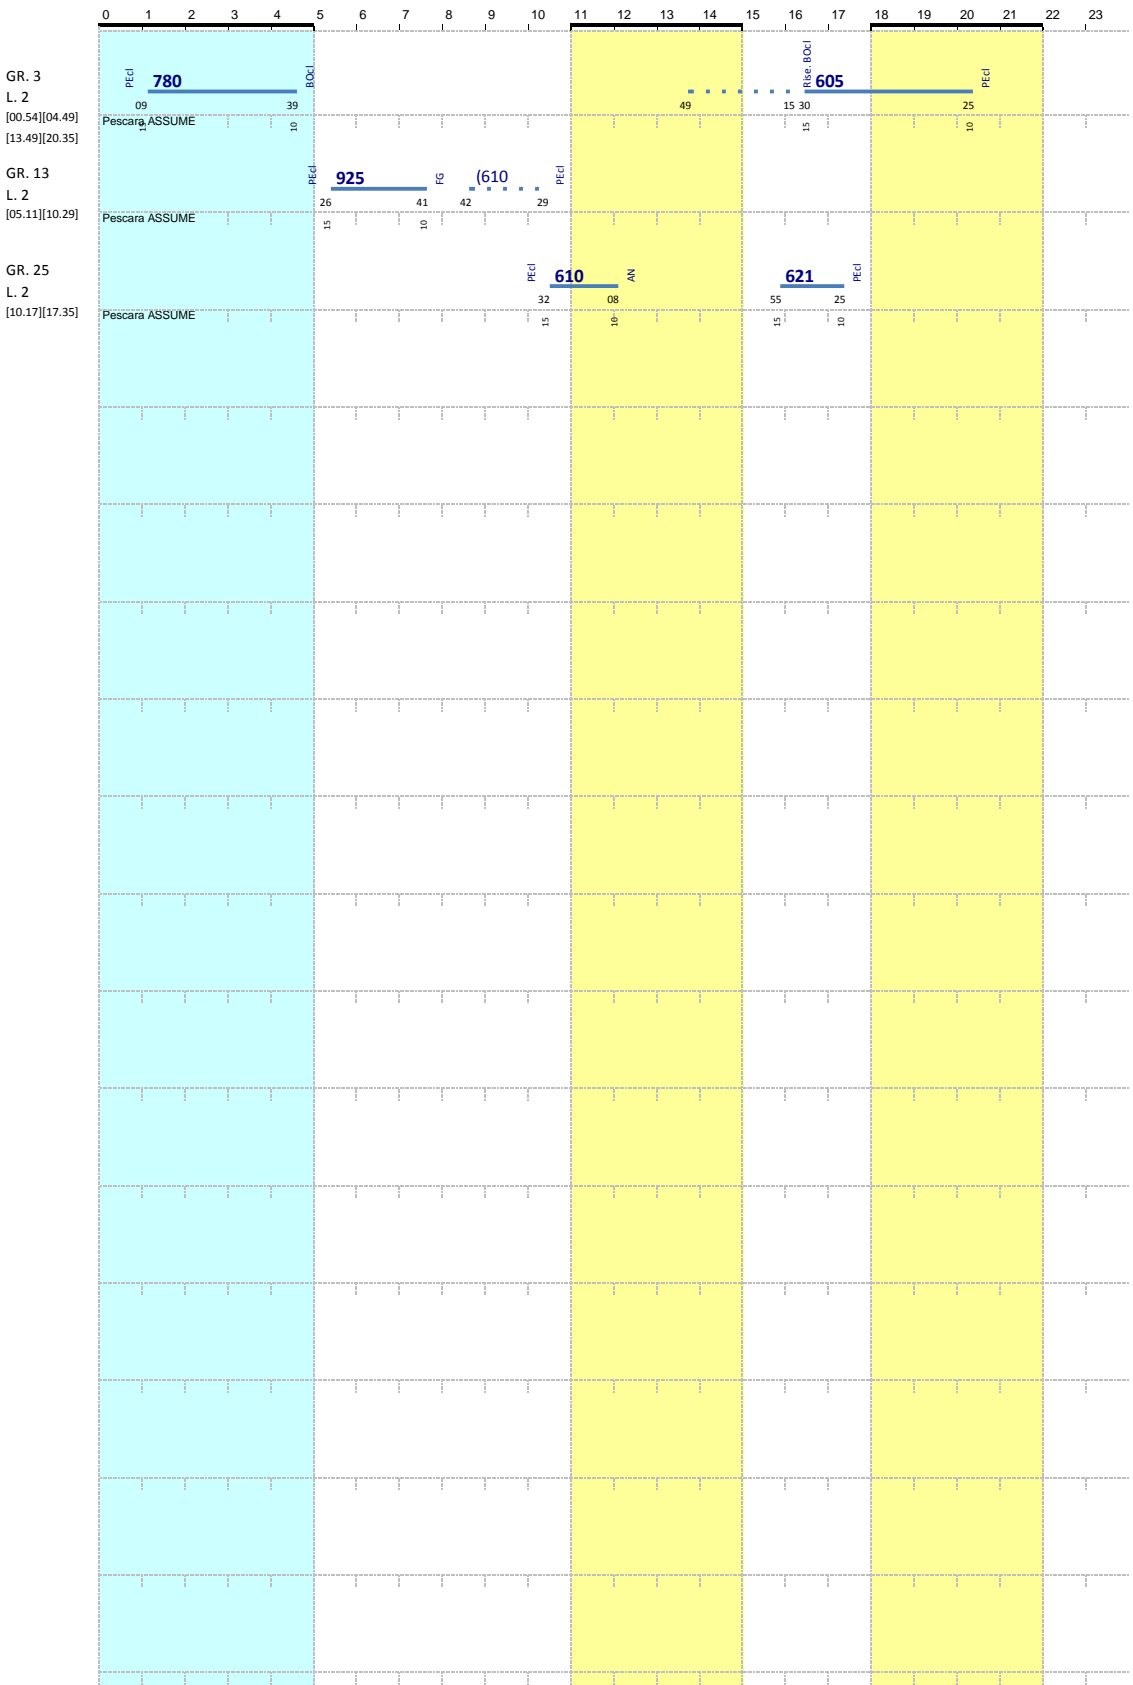 0 1 2 3 4 5 6 7 8 9 10 11 12 13 14 15 16 17 18 19 20 21 22 23
GR. 3
L. 2
[00.54][04.49]
[13.49][20.35]
PEcl 780 BOcl Rise. BOcl 605 PEcl
09 39 49 15 30 25
Pescara ASSUME
15 10 15 10
GR. 13
L. 2
[05.11][10.29]
PEcl 925 FG (610 PEcl
26 41 42 29
Pescara ASSUME
15 10
GR. 25
L. 2
[10.17][17.35]
PEcl 610 AN 621 PEcl
32 08 55 25
Pescara ASSUME
15 10 15 10